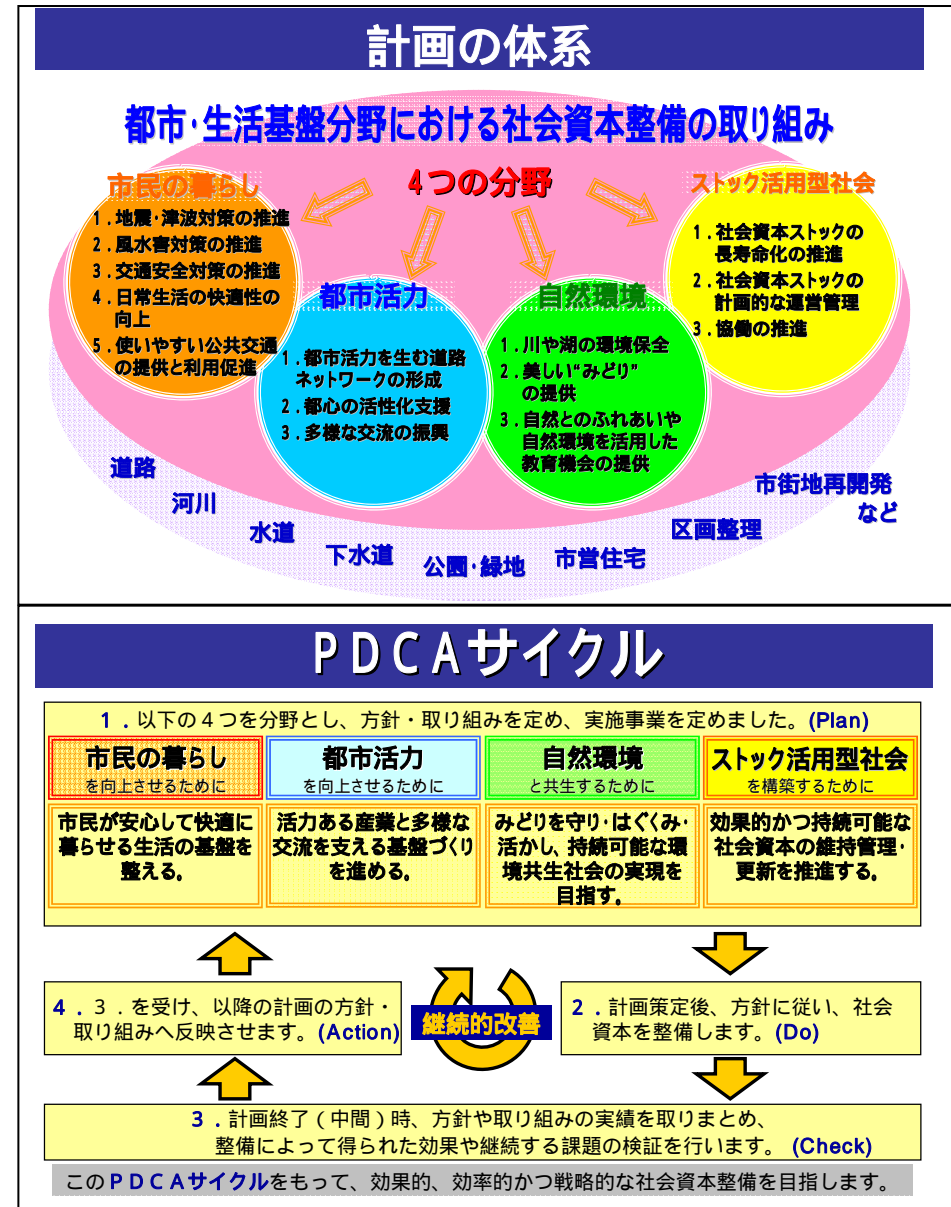 計画の体系
都市・生活基盤分野における社会資本整備の取り組み
4つの分野
市民の暮らし
1．地震・津波対策の推進
2．風水害対策の推進
3．交通安全対策の推進
4．日常生活の快適性の
向上
5．使いやすい公共交通
の提供と利用促進
都市活力
1．都市活力を生む道路
ネットワークの形成
2．都心の活性化支援
3．多様な交流の振興
自然環境
1．川や湖の環境保全
2．美しい“みどり”
の提供
3．自然とのふれあいや
自然環境を活用した
教育機会の提供
ストック活用型社会
1．社会資本ストックの
長寿命化の推進
2．社会資本ストックの
計画的な運営管理
3．協働の推進
道路
河川
水道
下水道
公園・緑地
市営住宅
区画整理
市街地再開発
など
ＰＤＣＡサイクル
１．以下の４つを分野とし、方針・取り組みを定め、実施事業を定めました。(Plan)
市民の暮らし
を向上させるために
市民が安心して快適に
暮らせる生活の基盤を
整える。
都市活力
を向上させるために
活力ある産業と多様な
交流を支える基盤づくり
を進める。
自然環境
と共生するために
みどりを守り・はぐくみ・
活かし、持続可能な環
境共生社会の実現を
目指す。
ストック活用型社会
を構築するために
効果的かつ持続可能な
社会資本の維持管理・
更新を推進する。
４．３．を受け、以降の計画の方針・
取り組みへ反映させます。(Action)
継続的改善
２．計画策定後、方針に従い、社会
資本を整備します。(Do)
３．計画終了（中間）時、方針や取り組みの実績を取りまとめ、
整備によって得られた効果や継続する課題の検証を行います。 (Check)
このＰＤＣＡサイクルをもって、効果的、効率的かつ戦略的な社会資本整備を目指します。